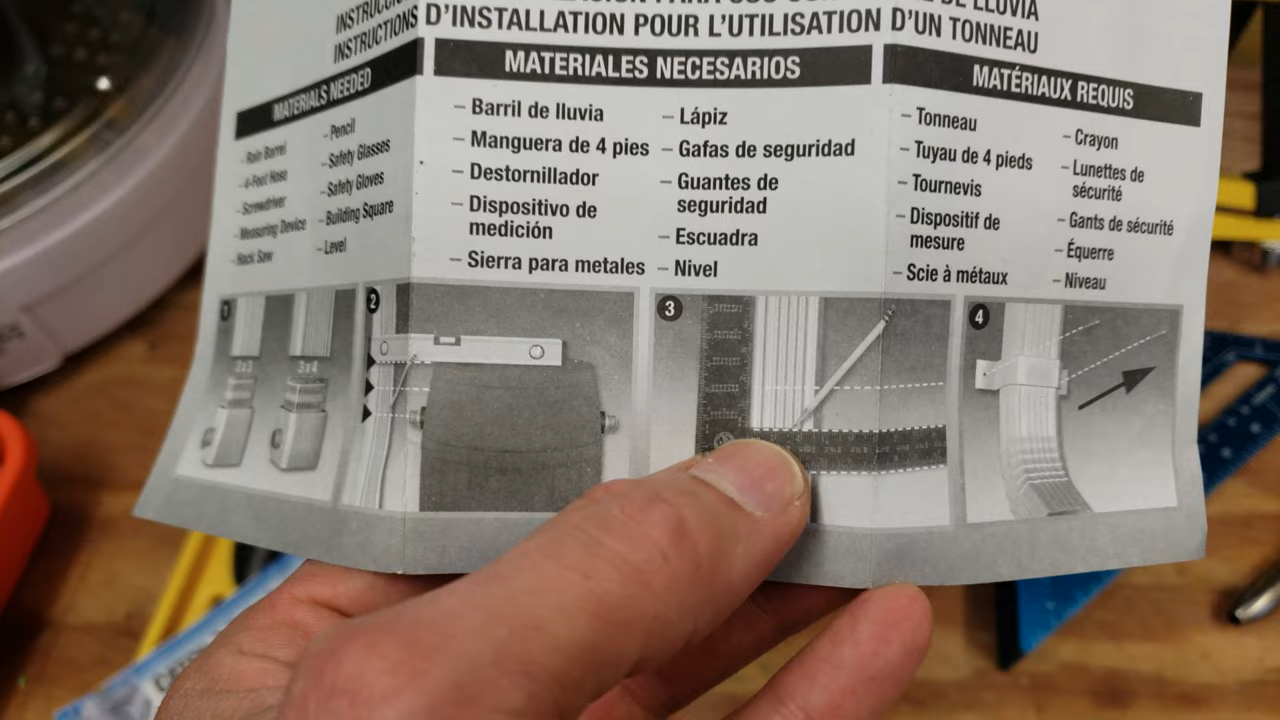 INSTRUCCIO
DE LLUVIA
INSTRUCTIONS D'INSTALLATION POUR L'UTILISATION D'UN TONNEAU
MATERIALS NEEDED
– Rain Barrel
– 4-Foot Hose
– Screwdriver
– Measuring Device
– Hack Saw
– Pencil
– Safety Glasses
– Safety Gloves
– Building Square
– Level
MATERIALES NECESARIOS
– Barril de lluvia
– Manguera de 4 pies
– Destornillador
– Dispositivo de
medición
– Sierra para metales
– Lápiz
– Gafas de seguridad
– Guantes de
seguridad
– Escuadra
– Nivel
MATÉRIAUX REQUIS
– Tonneau
– Tuyau de 4 pieds
– Tournevis
– Dispositif de
mesure
– Scie à métaux
– Crayon
– Lunettes de
sécurité
– Gants de sécurité
– Équerre
– Niveau
1
2x3
3x4
2
3
4